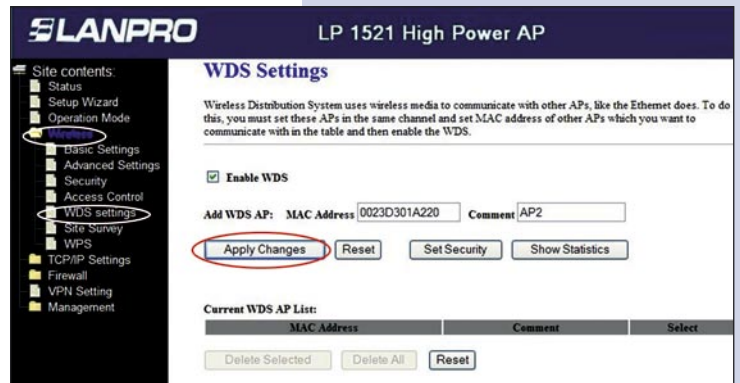 LANPRO
LP 1521 High Power AP
Site contents:
Status
Setup Wizard
Operation Mode
Wireless
Basic Settings
Advanced Settings
Security
Access Control
WDS settings
Site Survey
WPS
TCP/IP Settings
Firewall
VPN Setting
Management
WDS Settings
Wireless Distribution System uses wireless media to communicate with other APs, like the Ethernet does. To do
this, you must set these APs in the same channel and set MAC address of other APs which you want to
communicate with in the table and then enable the WDS.
Enable WDS
Add WDS AP: MAC Address 0023D301A220 Comment AP2
Apply Changes Reset Set Security Show Statistics
Current WDS AP List:
MAC Address Comment Select
Delete Selected Delete All Reset